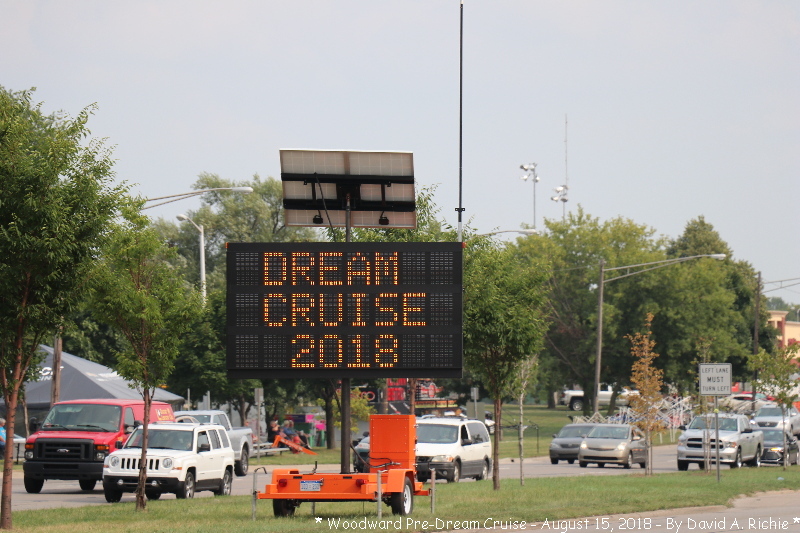 DREAM
CRUISE
2018
LEFT LANE
MUST
TURN LEFT
* Woodward Pre-Dream Cruise - August 15, 2018 - By David A. Richie *